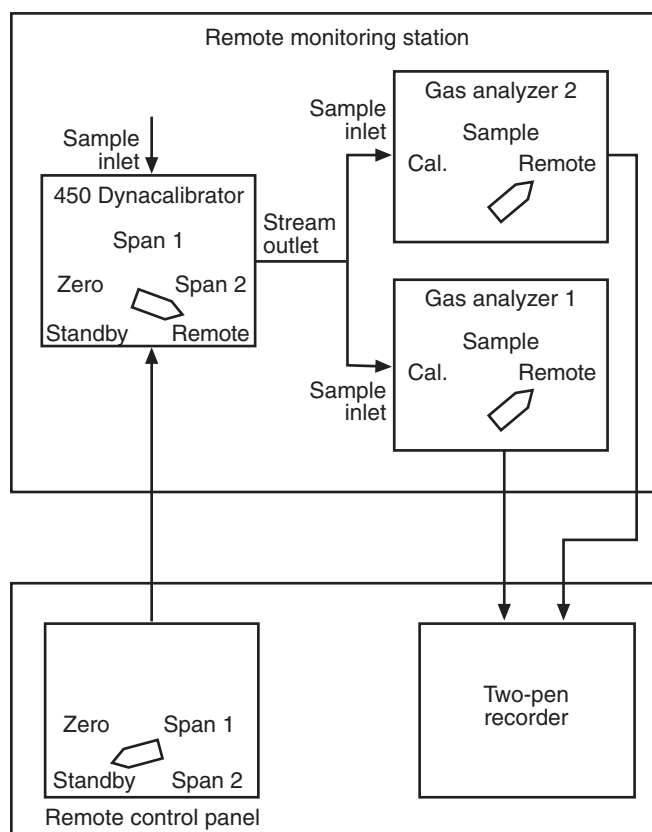 Remote monitoring station
Sample
inlet
450 Dynacalibrator
Span 1
Zero
Span 2
Standby
Remote
Stream
outlet
Sample
inlet
Gas analyzer 2
Sample
Cal.
Remote
Sample
inlet
Gas analyzer 1
Sample
Cal.
Remote
Zero
Span 1
Standby
Span 2
Remote control panel
Two-pen
recorder